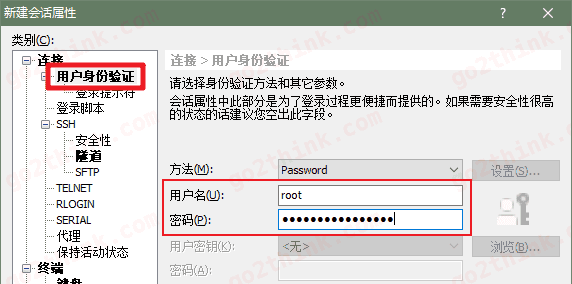 新建会话属性
类别(C):
连接
用户身份验证
登录提示符
登录脚本
SSH
安全性
隧道
SFTP
TELNET
RLOGIN
SERIAL
代理
保持活动状态
终端
键盘
连接 > 用户身份验证
请选择身份验证方法和其它参数。
会话属性中此部分是为了登录过程更便捷而提供的。如果需要安全性很高
的状态的话建议您空出此字段。
方法(M):
Password
设置(S)...
用户名(U):
root
密码(P):
●●●●●●●●●●●●●●●●
用户密钥(K):
<无>
浏览(B)...
密码(A):
go2think.com